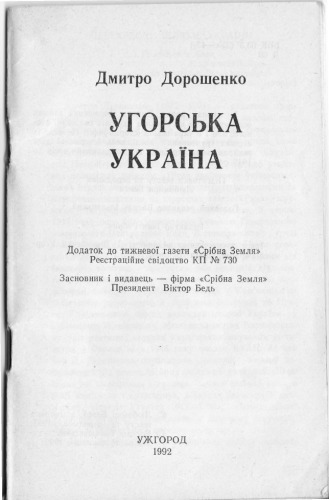 Дмитро Дорошенко
УГОРСЬКА
УКРАЇНА
Додаток до тижневої газети «Срібна Земля»
Реєстраційне свідоцтво КП № 730
Засновник і видавець — фірма «Срібна Земля»
Президент Віктор Бедь
УЖГОРОД
1992